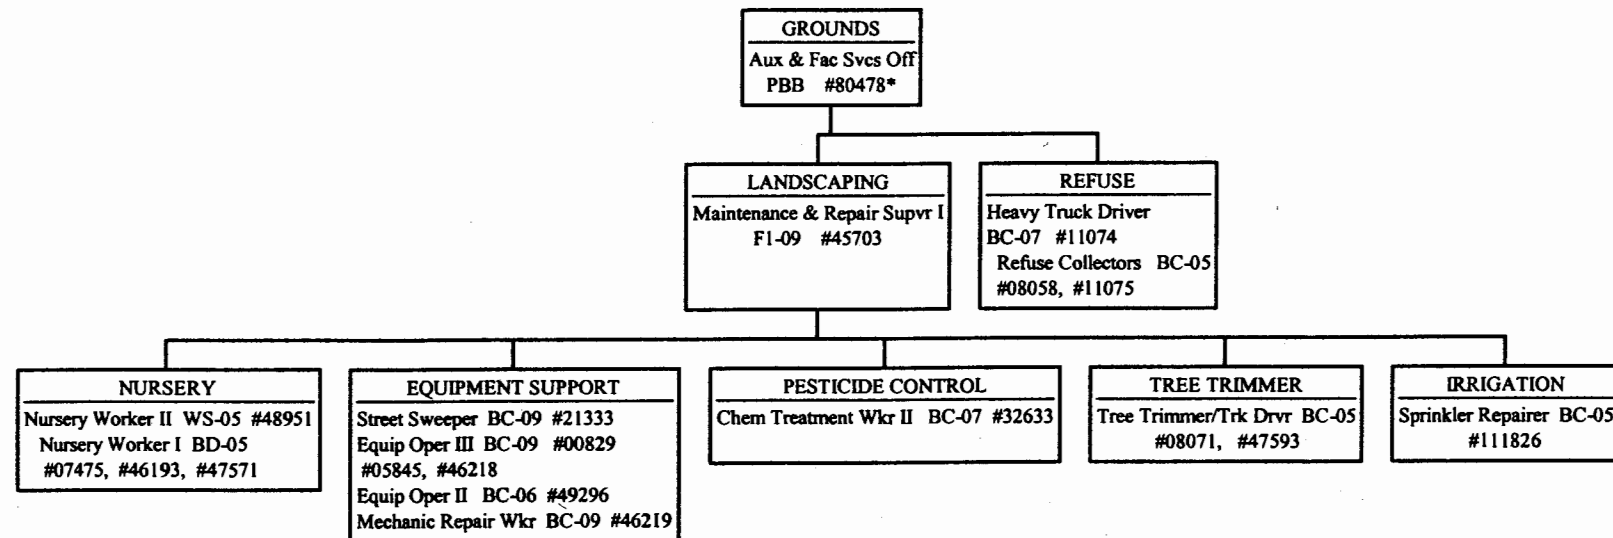 GROUNDS
Aux & Fac Svcs Off
PBB #80478*
LANDSCAPING
Maintenance & Repair Supvr I
F1-09 #45703
REFUSE
Heavy Truck Driver
BC-07 #11074
Refuse Collectors BC-05
#08058, #11075
NURSERY
Nursery Worker II WS-05 #48951
Nursery Worker I BD-05
#07475, #46193, #47571
EQUIPMENT SUPPORT
Street Sweeper BC-09 #21333
Equip Oper III BC-09 #00829
#05845, #46218
Equip Oper II BC-06 #49296
Mechanic Repair Wkr BC-09 #46219
PESTICIDE CONTROL
Chem Treatment Wkr II BC-07 #32633
TREE TRIMMER
Tree Trimmer/Trk Drvr BC-05
#08071, #47593
IRRIGATION
Sprinkler Repairer BC-05
#111826